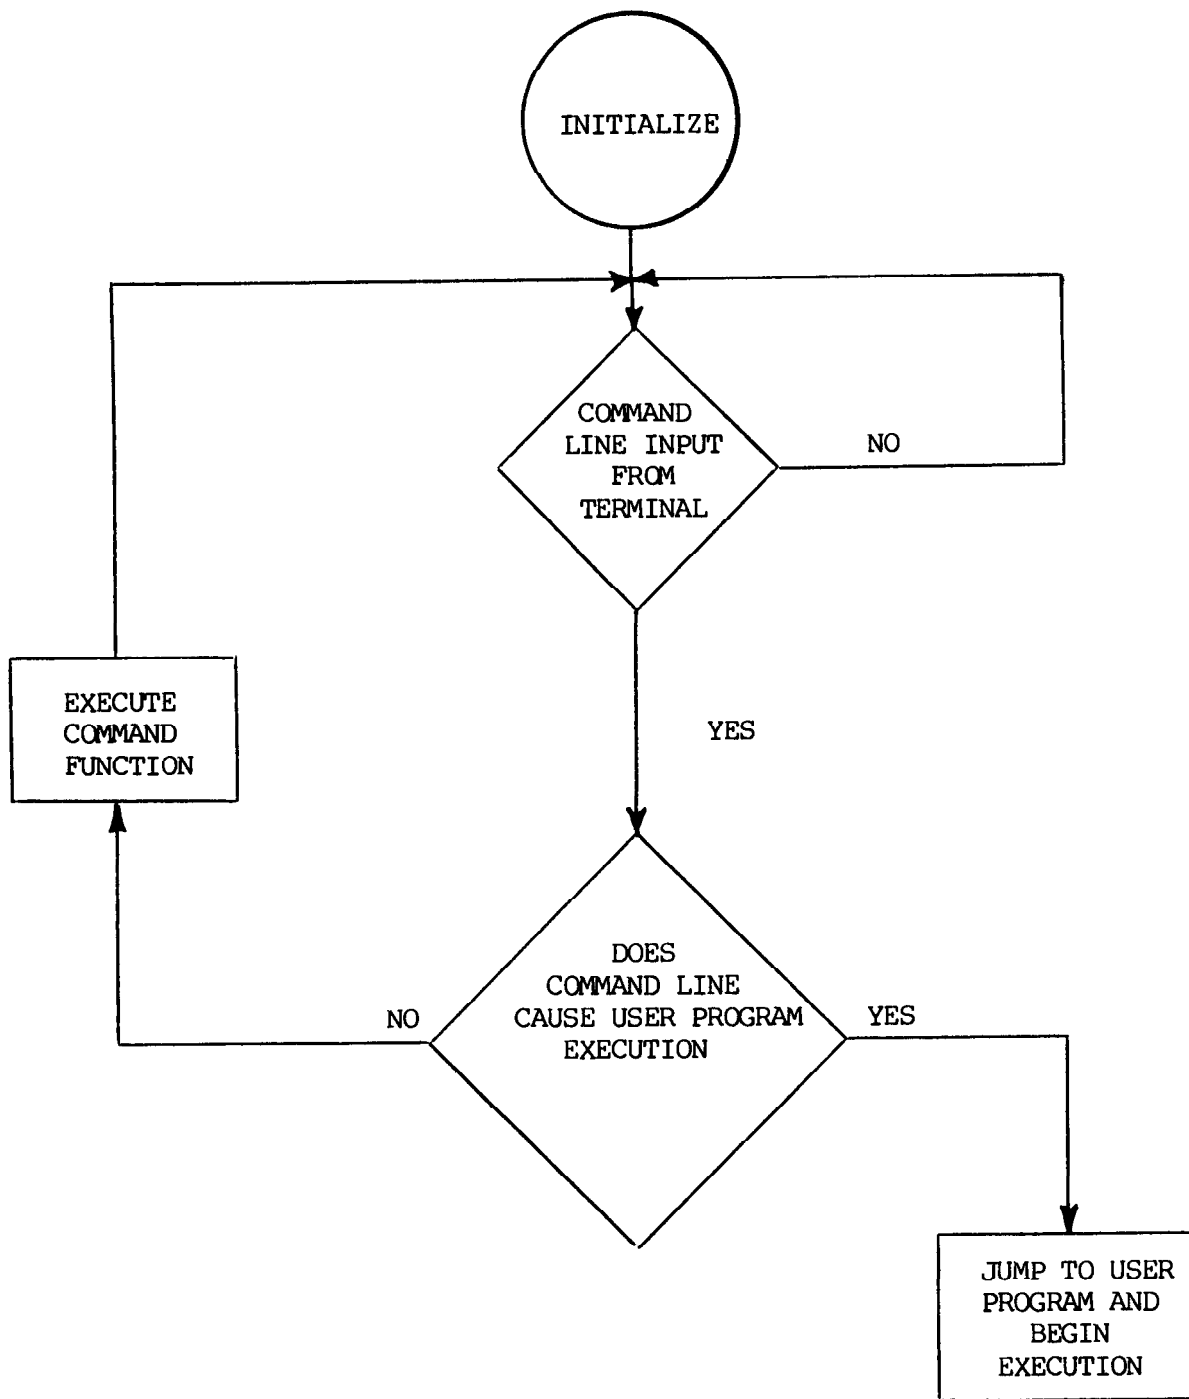 INITIALIZE
COMMAND
LINE INPUT
FROM
TERMINAL
NO
EXECUTE
COMMAND
FUNCTION
YES
DOES
COMMAND LINE
CAUSE USER PROGRAM
EXECUTION
NO
YES
JUMP TO USER
PROGRAM AND
BEGIN
EXECUTION